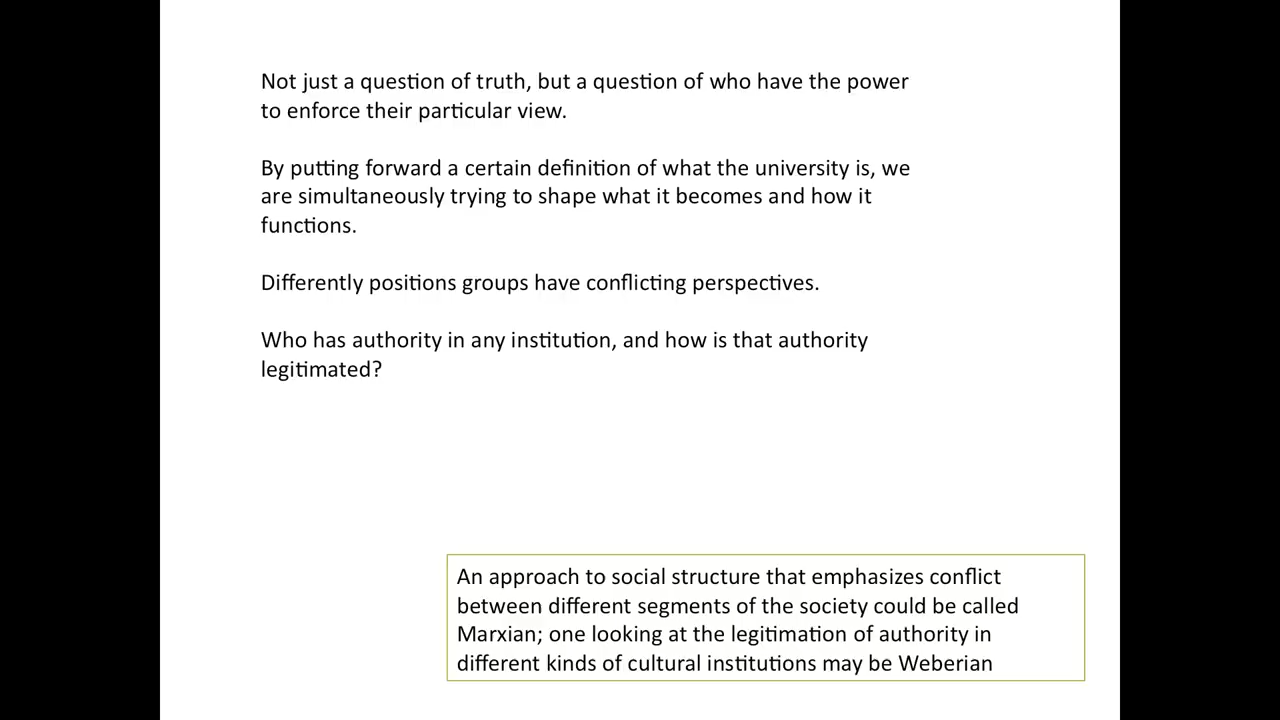 Not just a question of truth, but a question of who have the power
to enforce their particular view.
By putting forward a certain definition of what the university is, we
are simultaneously trying to shape what it becomes and how it
functions.
Differently positions groups have conflicting perspectives.
Who has authority in any institution, and how is that authority
legitimated?
An approach to social structure that emphasizes conflict
between different segments of the society could be called
Marxian; one looking at the legitimation of authority in
different kinds of cultural institutions may be Weberian